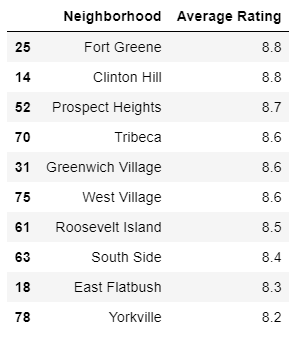 Neighborhood Average Rating
25 Fort Greene 8.8
14 Clinton Hill 8.8
52 Prospect Heights 8.7
70 Tribeca 8.6
31 Greenwich Village 8.6
75 West Village 8.6
61 Roosevelt Island 8.5
63 South Side 8.4
18 East Flatbush 8.3
78 Yorkville 8.2